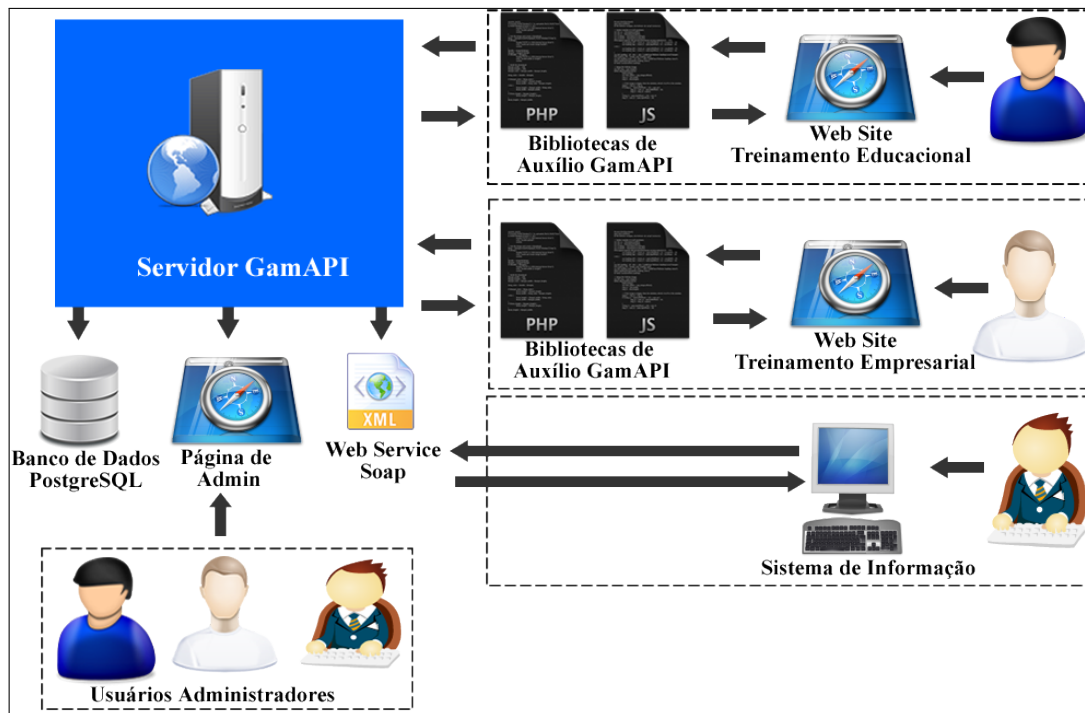 PHP
JS
Bibliotecas de
Auxílio GamAPI
Web Site
Treinamento Educacional
Servidor GamAPI
PHP
JS
Bibliotecas de
Auxílio GamAPI
Web Site
Treinamento Empresarial
Banco de Dados
PostgreSQL
Página de
Admin
XML
Web Service
Soap
Sistema de Informação
Usuários Administradores